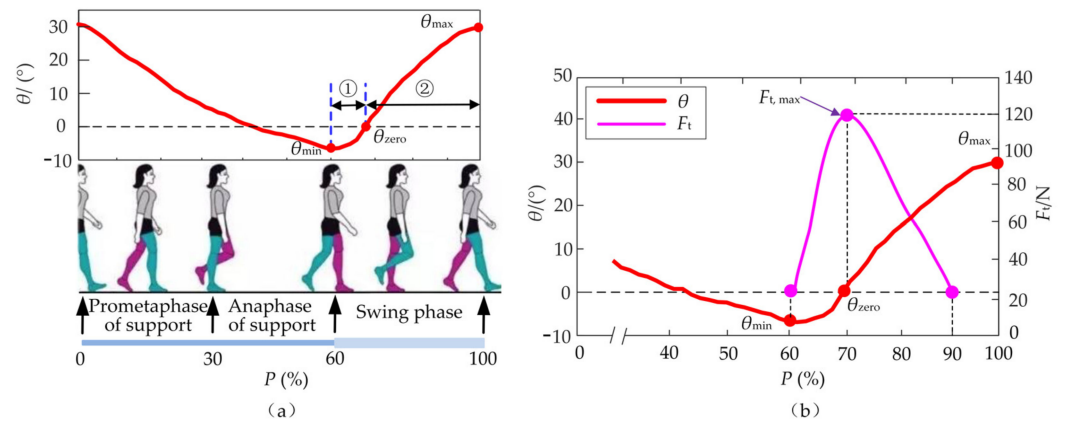 30
20
10
0
−10
θ/(°)
①
②
θmax
θmin
θzero
Prometaphase
of support
Anaphase
of support
Swing phase
0
30
60
100
P (%)
(a)
50
40
30
20
10
0
−10
θ/(°)
θ
Ft
Ft, max
θmax
θmin
θzero
140
120
100
80
60
40
20
0
Ft/N
0
40
50
60
70
80
90
100
P (%)
(b)